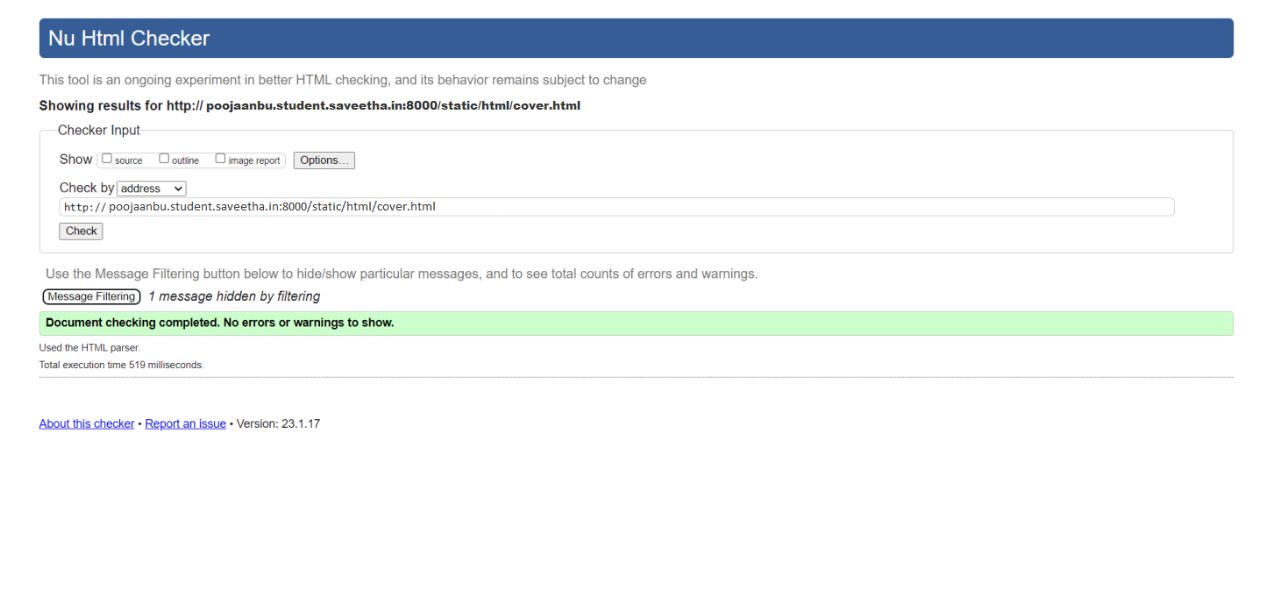 Nu Html Checker
This tool is an ongoing experiment in better HTML checking, and its behavior remains subject to change
Showing results for http:// poojaanbu.student.saveetha.in:8000/static/html/cover.html
Checker Input
Show source outline image report Options...
Check by address
http:// poojaanbu.student.saveetha.in:8000/static/html/cover.html
Check
Use the Message Filtering button below to hide/show particular messages, and to see total counts of errors and warnings.
Message Filtering 1 message hidden by filtering
Document checking completed. No errors or warnings to show.
Used the HTML parser.
Total execution time 519 milliseconds.
About this checker • Report an issue • Version: 23.1.17